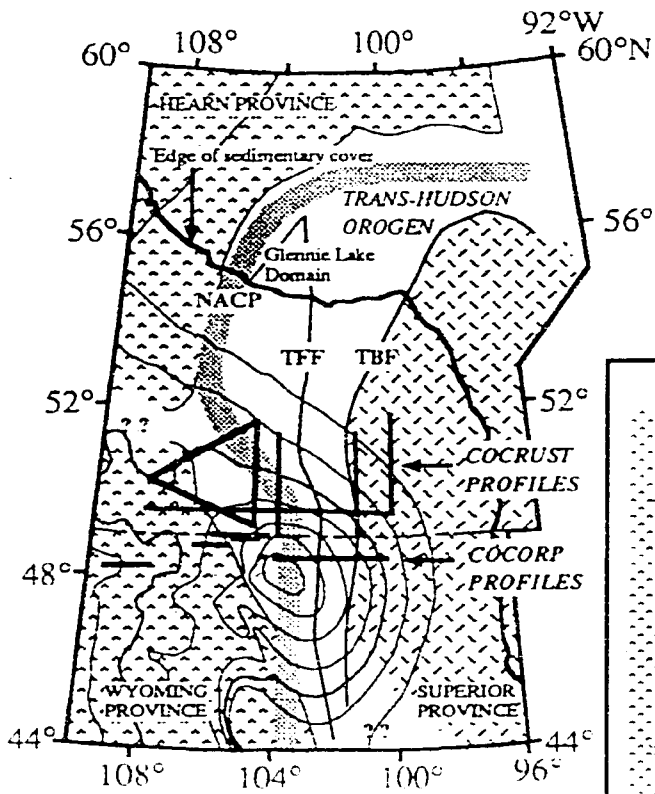 92°W
108° 100°
60° 60°N
HEARN PROVINCE
Edge of sedimentary cover
TRANS-HUDSON
OROGEN
56° 56°
Glennie Lake
Domain
NACP
TFF TBF
52° 52°
? ?
COCRUST
PROFILES
COCORP
PROFILES
48°
WYOMING
PROVINCE
SUPERIOR
PROVINCE
? ?
44° 44°
108° 104° 100° 96°